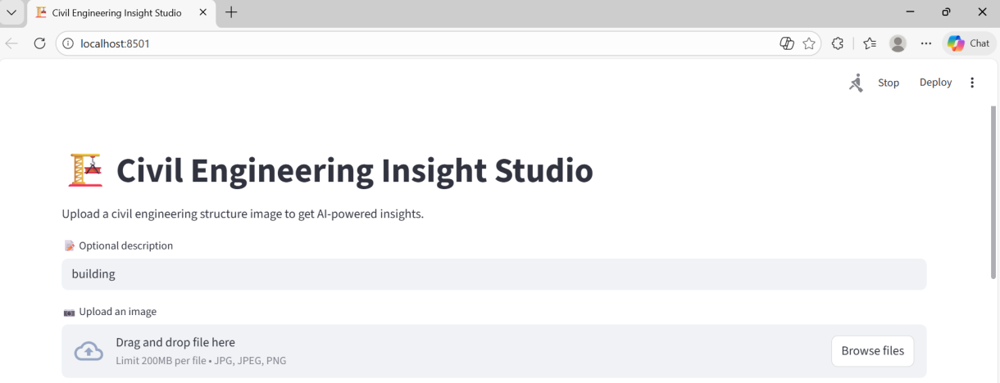 Civil Engineering Insight Studio
localhost:8501
Chat
Stop
Deploy
Civil Engineering Insight Studio
Upload a civil engineering structure image to get AI-powered insights.
Optional description
building
Upload an image
Drag and drop file here
Limit 200MB per file • JPG, JPEG, PNG
Browse files